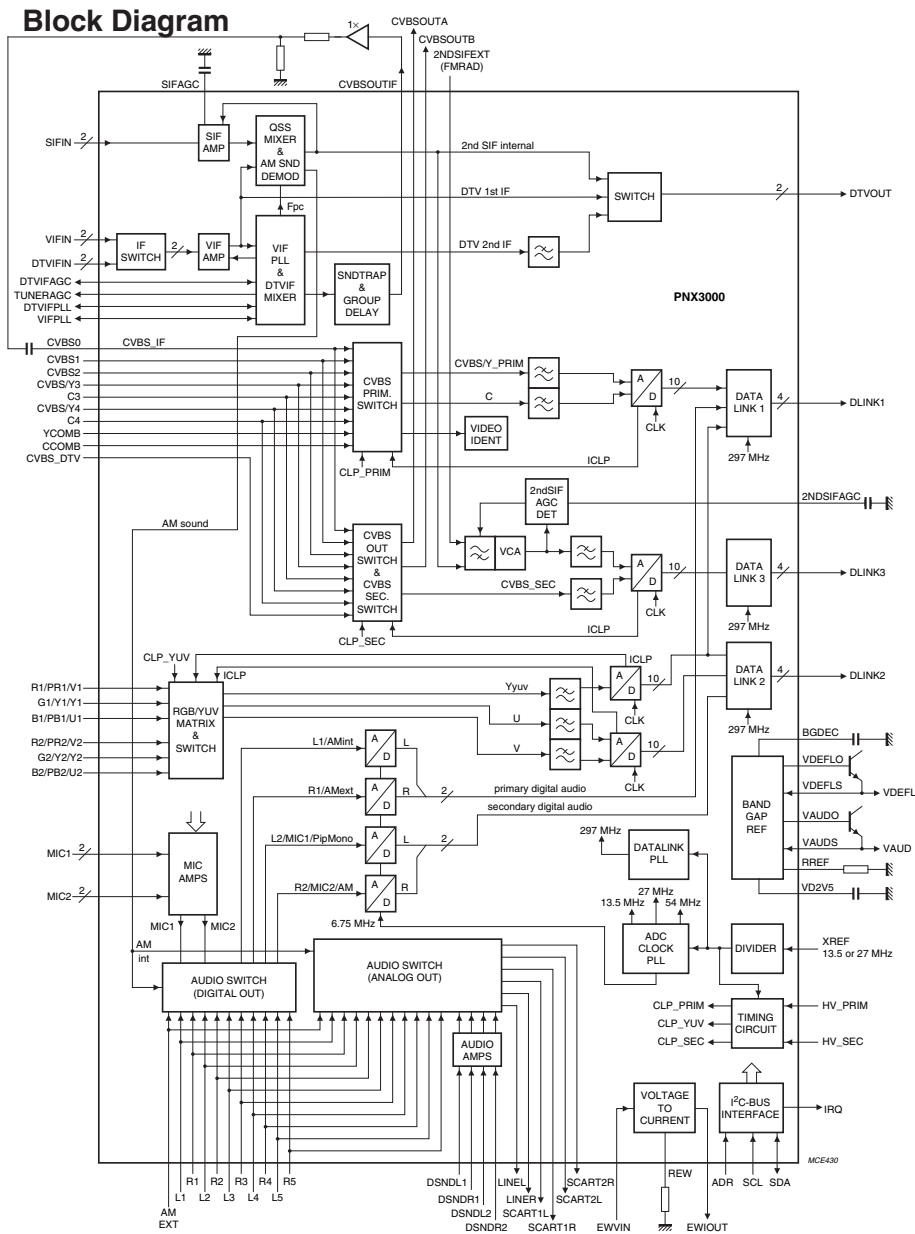 Block Diagram
1×
CVBSOUTA
CVBSOUTB
2NDSIFEXT
(FMRAD)
SIFAGC
CVBSOUTIF
SIFIN
2
SIF
AMP
QSS
MIXER
&
AM SND
DEMOD
2nd SIF internal
SWITCH
2
DTVOUT
DTV 1st IF
Fpc
VIFIN
2
DTVIFIN
2
IF
SWITCH
2
VIF
AMP
VIF
PLL
&
DTVIF
MIXER
DTV 2nd IF
SNDTRAP
&
GROUP
DELAY
DTVIFAGC
TUNERAGC
DTVIFPLL
VIFPLL
PNX3000
CVBS0
CVBS_IF
CVBS1
CVBS2
CVBS/Y3
C3
CVBS/Y4
C4
YCOMB
CCOMB
CVBS_DTV
CVBS
PRIM.
SWITCH
CVBS/Y_PRIM
C
VIDEO
IDENT
A
D
10
CLK
DATA
LINK 1
4
DLINK1
297 MHz
CLP_PRIM
ICLP
2ndSIF
AGC
DET
2NDSIFAGC
AM sound
CVBS
OUT
SWITCH
&
CVBS
SEC.
SWITCH
VCA
CVBS_SEC
A
D
10
CLK
DATA
LINK 3
4
DLINK3
297 MHz
CLP_SEC
ICLP
CLP_YUV
ICLP
ICLP
R1/PR1/V1
G1/Y1/Y1
B1/PB1/U1
R2/PR2/V2
G2/Y2/Y2
B2/PB2/U2
RGB/YUV
MATRIX
&
SWITCH
Yyuv
U
V
A
D
10
CLK
A
D
10
CLK
DATA
LINK 2
4
DLINK2
297 MHz
L1/AMint
A
D
L
R1/AMext
A
D
R
2
primary digital audio
secondary digital audio
L2/MIC1/PipMono
A
D
L
2
R2/MIC2/AM
A
D
R
6.75 MHz
BGDEC
VDEFLO
VDEFLS
VDEFL
VAUDO
VAUDS
VAUD
RREF
VD2V5
BAND
GAP
REF
MIC1
2
MIC2
2
MIC
AMPS
MIC1
MIC2
297 MHz
DATALINK
PLL
27 MHz
13.5 MHz
54 MHz
ADC
CLOCK
PLL
DIVIDER
XREF
13.5 or 27 MHz
AM
int
AUDIO SWITCH
(DIGITAL OUT)
AUDIO SWITCH
(ANALOG OUT)
AUDIO
AMPS
CLP_PRIM
CLP_YUV
CLP_SEC
TIMING
CIRCUIT
HV_PRIM
HV_SEC
VOLTAGE
TO
CURRENT
I2C-BUS
INTERFACE
IRQ
MCE430
AM
EXT
L1
R1
L2
R2
L3
R3
L4
R4
L5
R5
DSNDL1
DSNDR1
DSNDL2
DSNDR2
LINEL
LINER
SCART1L
SCART1R
SCART2L
SCART2R
EWVIN
REW
EWIOUT
ADR
SCL
SDA